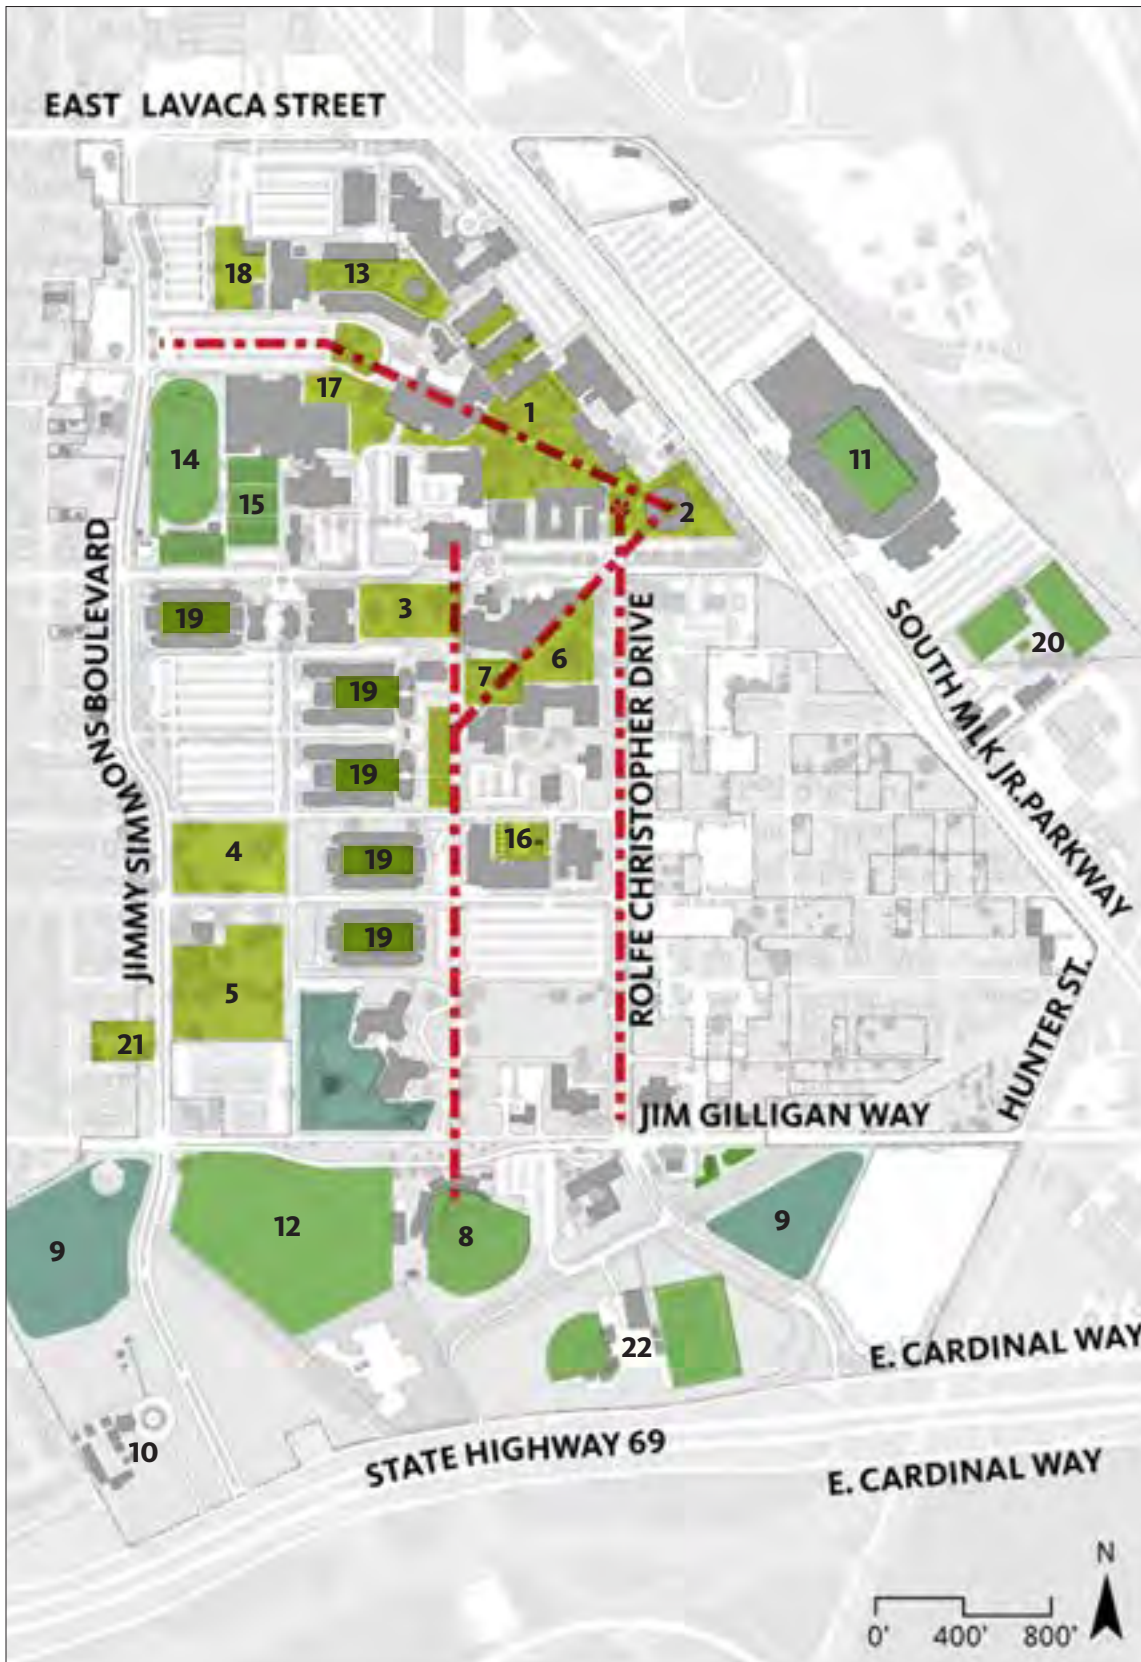 EAST LAVACA STREET
18
13
17
1
14
15
11
2
19
3
6
7
20
19
19
16
4
19
19
5
21
JIMMY SIMMONS BOULEVARD
ROLFE CHRISTOPHER DRIVE
SOUTH MLK JR.PARKWAY
HUNTER ST.
JIM GILLIGAN WAY
9
12
8
9
22
10
E. CARDINAL WAY
STATE HIGHWAY 69
E. CARDINAL WAY
N
0' 400' 800'